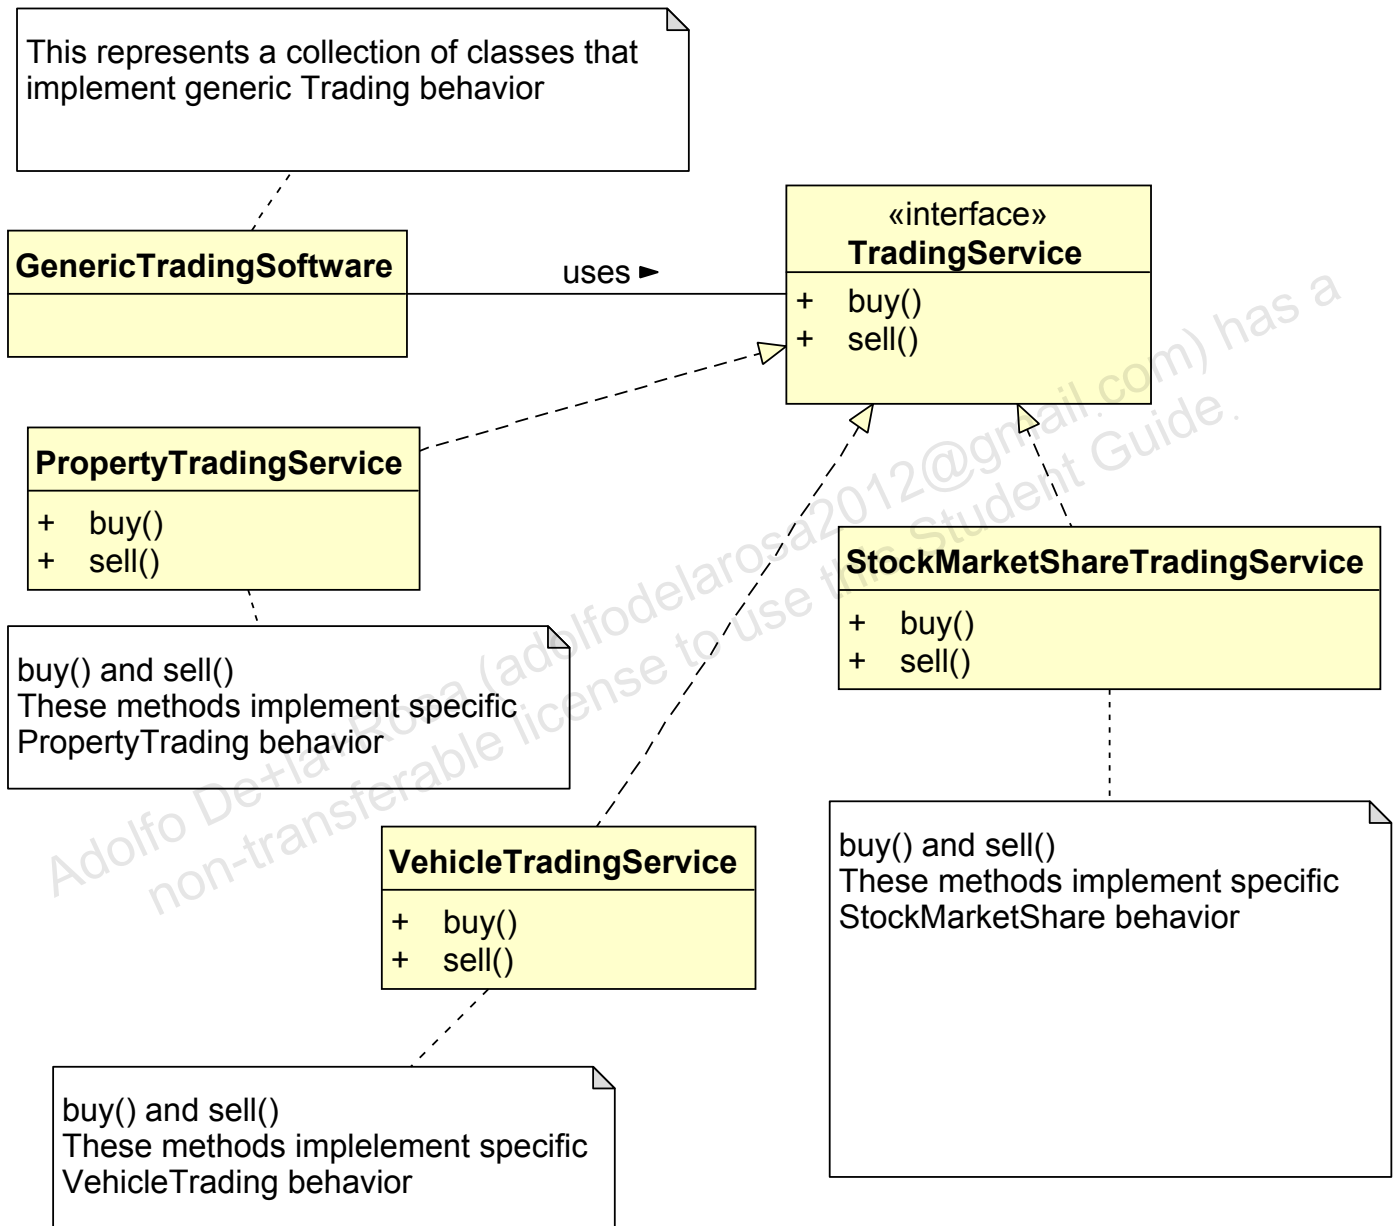 This represents a collection of classes that
implement generic Trading behavior
GenericTradingSoftware
uses ►
«interface»
TradingService
+ buy()
+ sell()
PropertyTradingService
+ buy()
+ sell()
buy() and sell()
These methods implement specific
PropertyTrading behavior
StockMarketShareTradingService
+ buy()
+ sell()
buy() and sell()
These methods implement specific
StockMarketShare behavior
VehicleTradingService
+ buy()
+ sell()
buy() and sell()
These methods implelement specific
VehicleTrading behavior
Adolfo De+la+Rosa (adolfodelarosa2012@gmail.com) has a
non-transferable license to use this Student Guide.